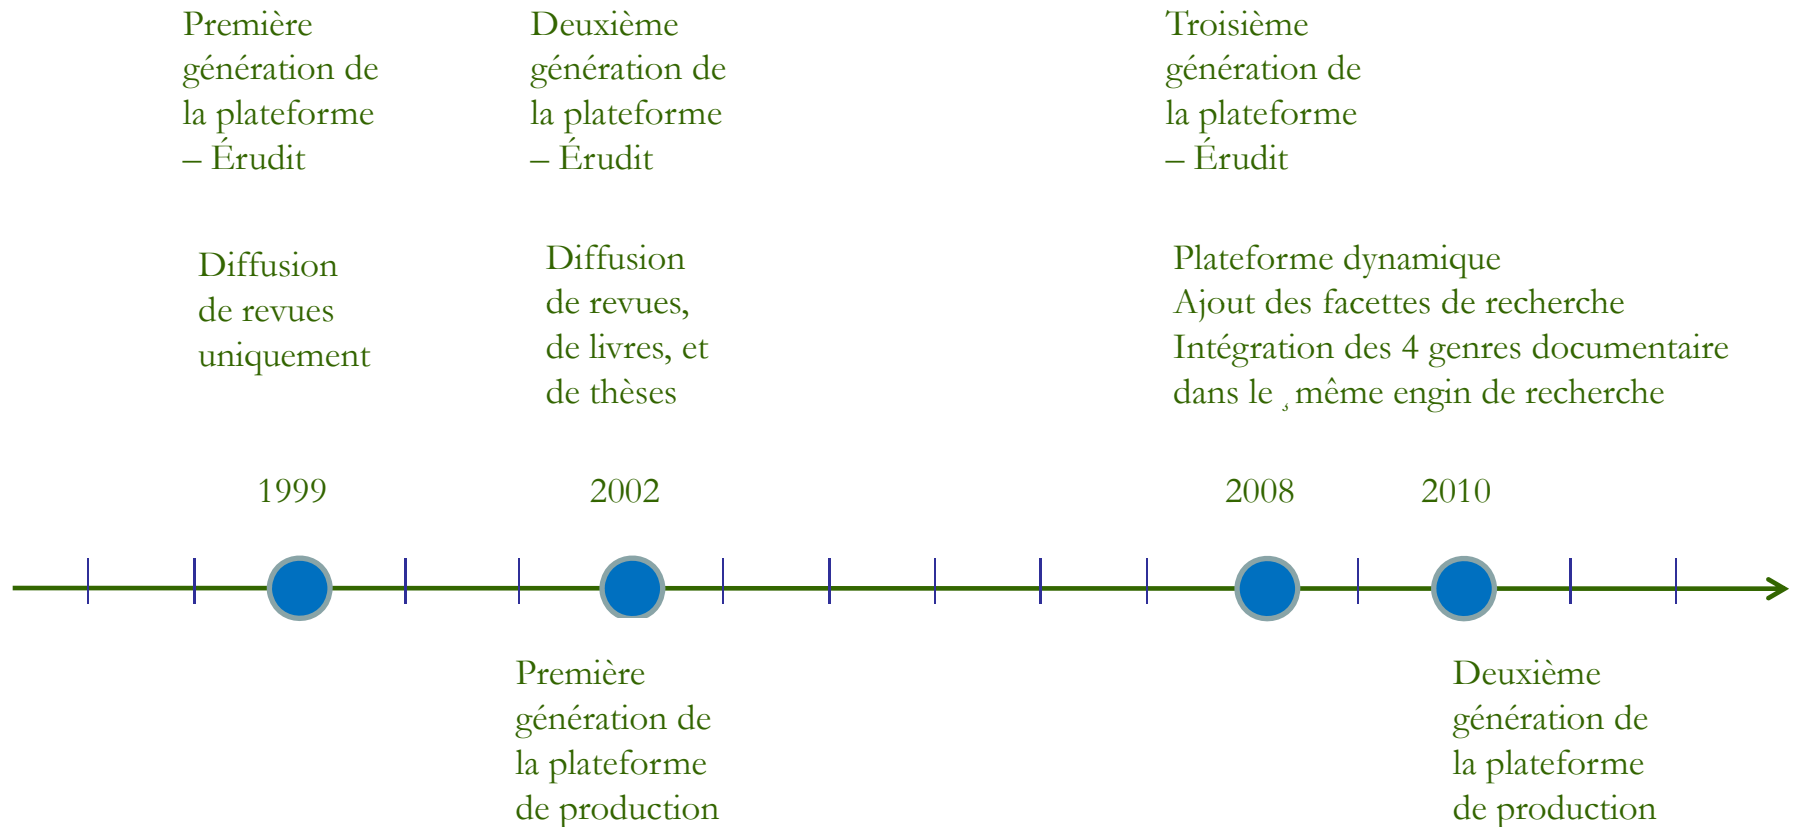 Première
génération de
la plateforme
– Érudit
Diffusion
de revues
uniquement
1999
Deuxième
génération de
la plateforme
– Érudit
Diffusion
de revues,
de livres, et
de thèses
2002
Première
génération de
la plateforme
de production
Troisième
génération de
la plateforme
– Érudit
Plateforme dynamique
Ajout des facettes de recherche
Intégration des 4 genres documentaire
dans le ¸ même engin de recherche
2008
2010
Deuxième
génération de
la plateforme
de production